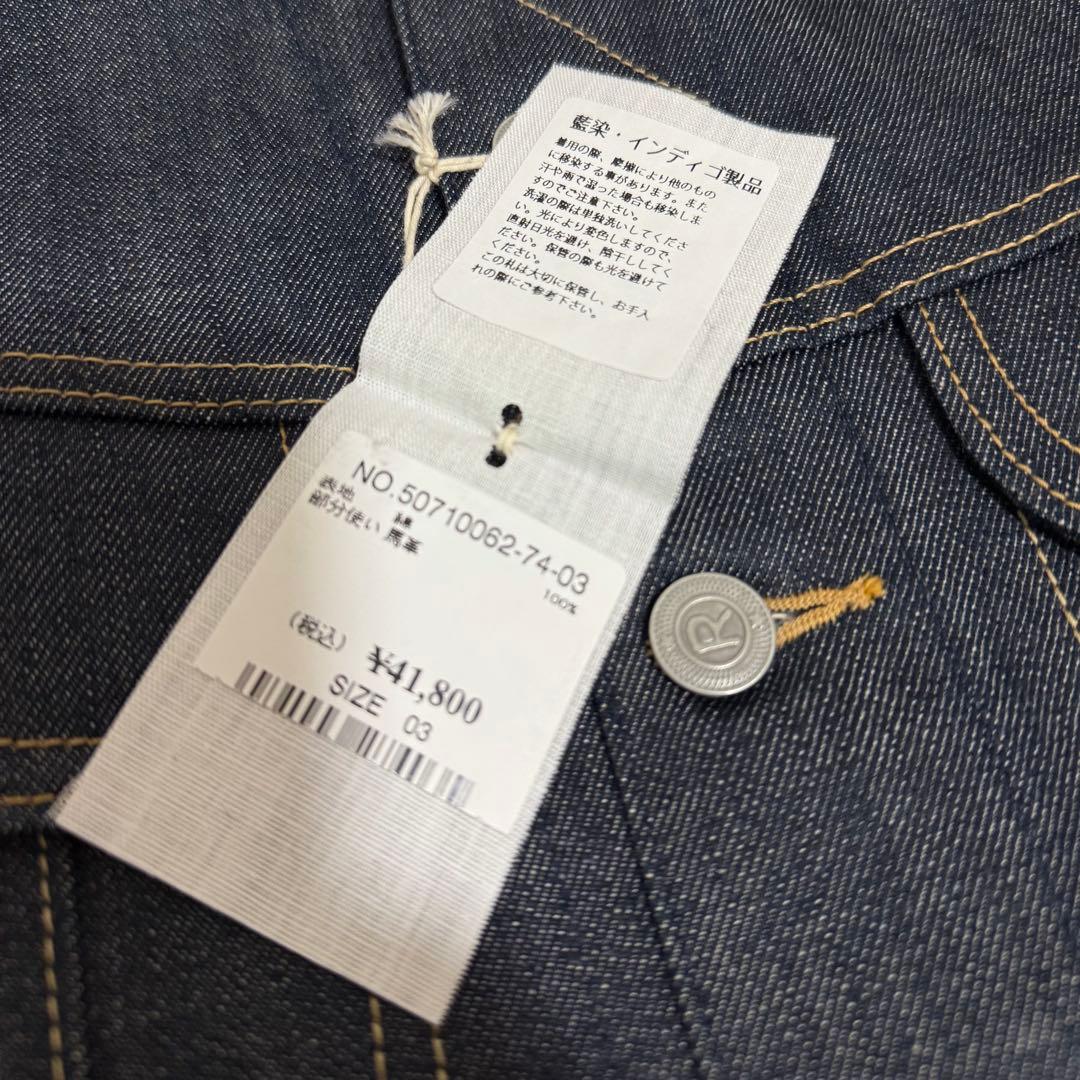 藍染・インディゴ製品
着用の際、摩擦により他のもの
に移染する事があります。また
汗や雨で湿った場合も移染しま
すのでご注意下さい。
洗濯の際は単独洗いしてくださ
い。光により変色しますので、
直射日光を避け、陰干ししてく
ださい。保管の際も光を避けて
ください。
この札は大切に保管し、お手入
れの際にご参考下さい。
NO.50710062-74-03
表地 綿 100%
部分使い 馬革
(税込) ¥41,800
SIZE 03
R